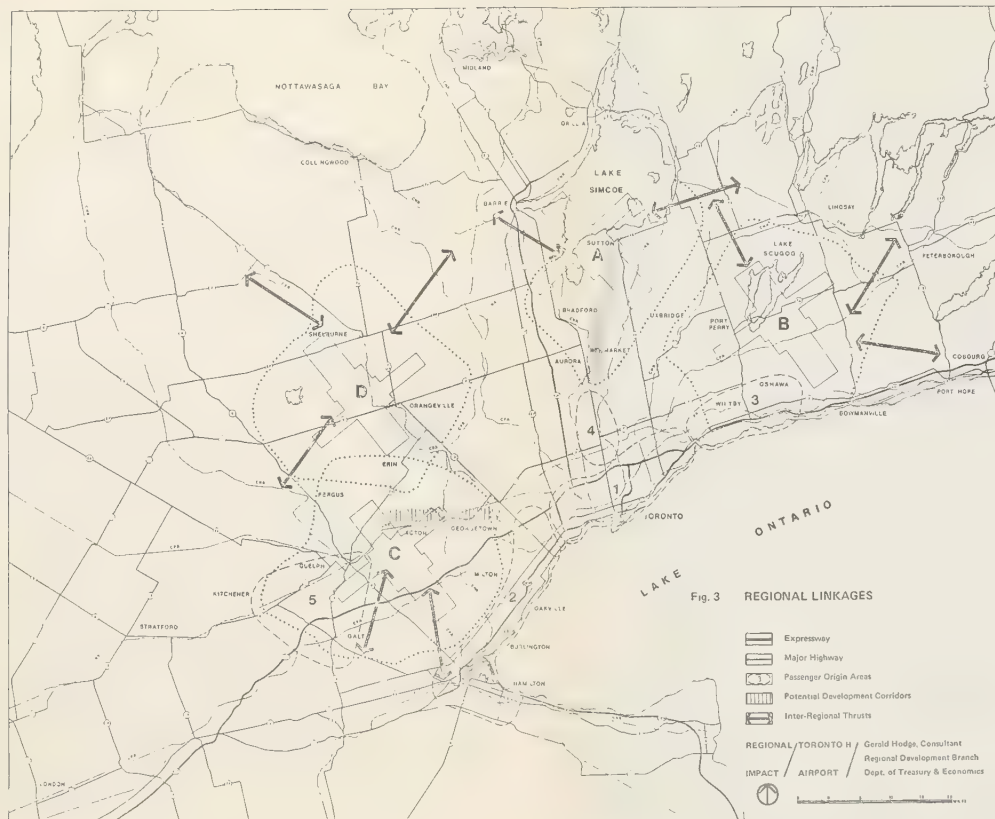 MIDLAND
NOTTAWASAGA BAY
ORILLIA
COLLINGWOOD
LAKE
SIMCOE
BARRIE
LINDSAY
SUTTON
A
LAKE
SCUGOG
PETERBOROUGH
BRADFORD
UXBRIDGE
PORT
PERRY
B
SHELBURNE
NEWMARKET
AURORA
COBOURG
OSHAWA
D
WHITBY
3
PORT HOPE
ORANGEVILLE
BOWMANVILLE
4
ERIN
FERGUS
1
TORONTO
ONTARIO
ACTON
GEORGETOWN
C
GUELPH
LAKE
KITCHENER
5
MILTON
2
OAKVILLE
STRATFORD
GALT
BURLINGTON
HAMILTON
LONDON
Fig. 3 REGIONAL LINKAGES
Expressway
Major Highway
Passenger Origin Areas
Potential Development Corridors
Inter-Regional Thrusts
REGIONAL / TORONTO II / Gerald Hodge, Consultant
Regional Development Branch
IMPACT / AIRPORT / Dept. of Treasury & Economics